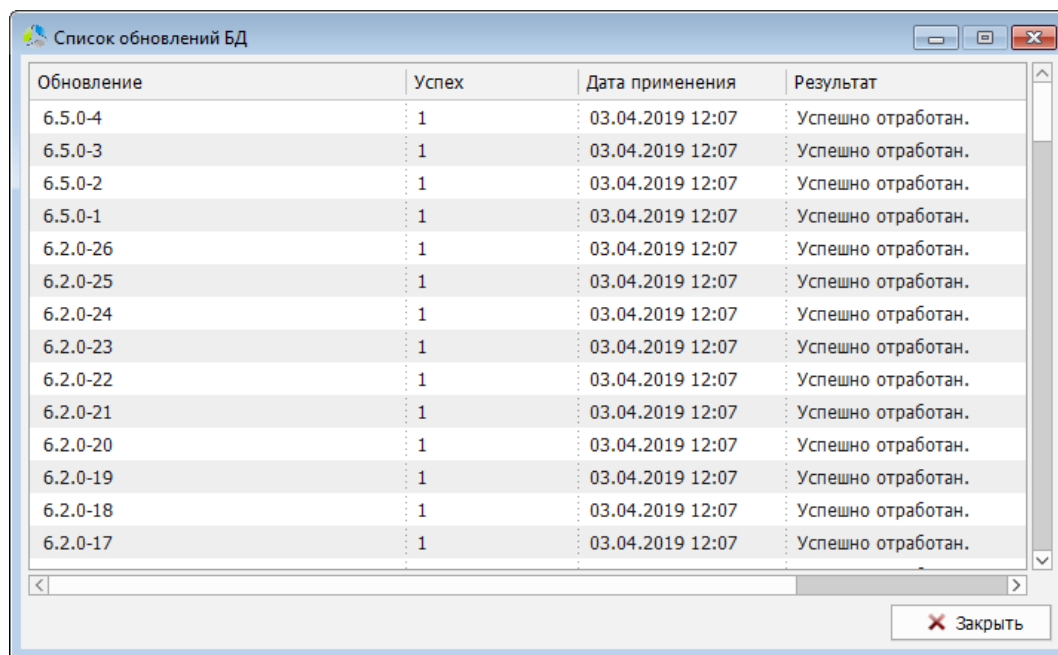 Список обновлений БД
Обновление Успех Дата применения Результат
6.5.0-4 1 03.04.2019 12:07 Успешно отработан.
6.5.0-3 1 03.04.2019 12:07 Успешно отработан.
6.5.0-2 1 03.04.2019 12:07 Успешно отработан.
6.5.0-1 1 03.04.2019 12:07 Успешно отработан.
6.2.0-26 1 03.04.2019 12:07 Успешно отработан.
6.2.0-25 1 03.04.2019 12:07 Успешно отработан.
6.2.0-24 1 03.04.2019 12:07 Успешно отработан.
6.2.0-23 1 03.04.2019 12:07 Успешно отработан.
6.2.0-22 1 03.04.2019 12:07 Успешно отработан.
6.2.0-21 1 03.04.2019 12:07 Успешно отработан.
6.2.0-20 1 03.04.2019 12:07 Успешно отработан.
6.2.0-19 1 03.04.2019 12:07 Успешно отработан.
6.2.0-18 1 03.04.2019 12:07 Успешно отработан.
6.2.0-17 1 03.04.2019 12:07 Успешно отработан.
Закрыть